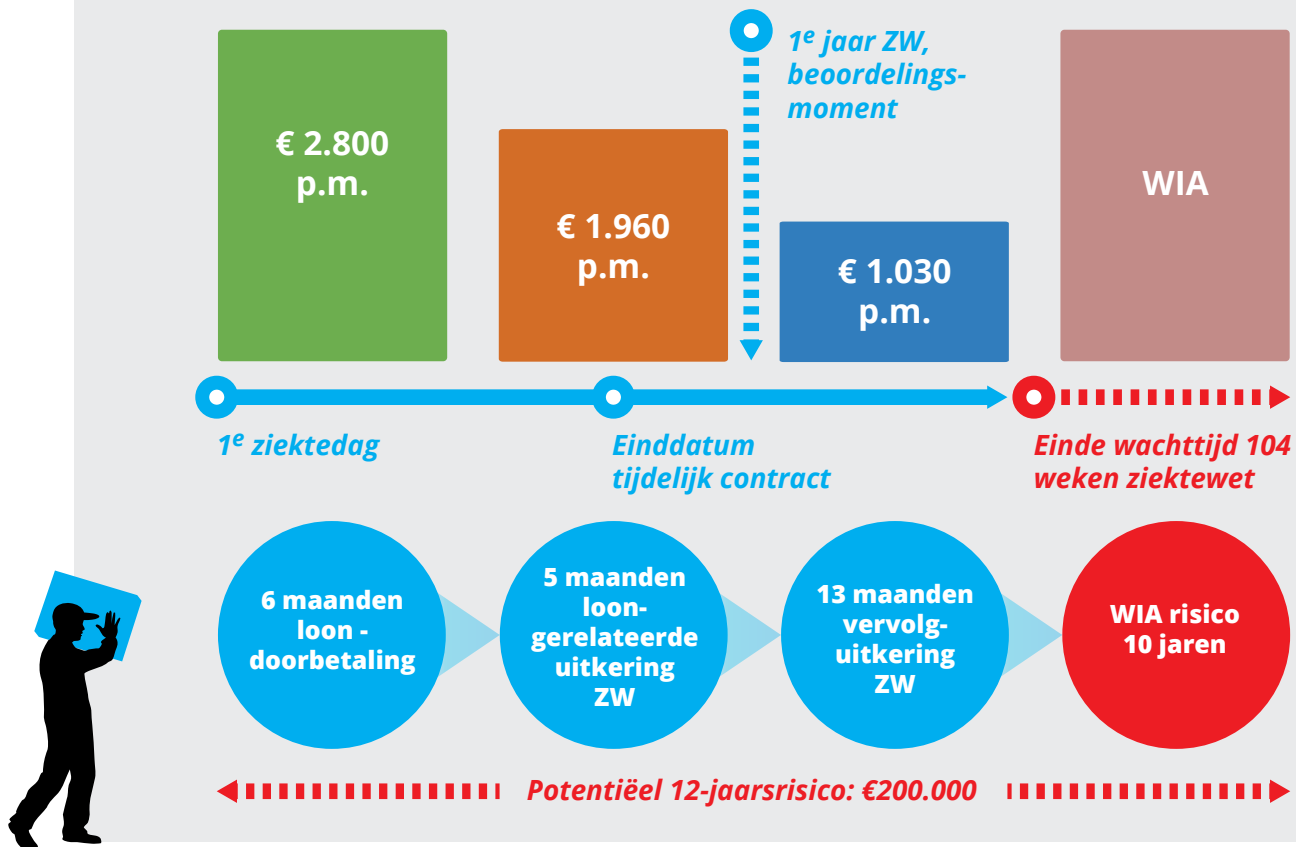 € 2.800
p.m.
€ 1.960
p.m.
1e jaar ZW,
beoordelings-
moment
€ 1.030
p.m.
WIA
1e ziektedag
Einddatum
tijdelijk contract
Einde wachttijd 104
weken ziektewet
6 maanden
loon -
doorbetaling
5 maanden
loon-
gerelateerde
uitkering
ZW
13 maanden
vervolg-
uitkering
ZW
WIA risico
10 jaren
Potentiëel 12-jaarsrisico: €200.000